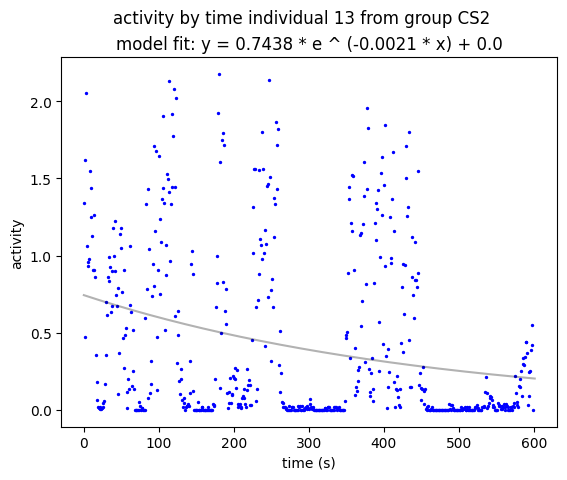 activity by time individual 13 from group CS2
model fit: y = 0.7438 * e ^ (-0.0021 * x) + 0.0
2.0
1.5
1.0
0.5
0.0
activity
0 100 200 300 400 500 600
time (s)